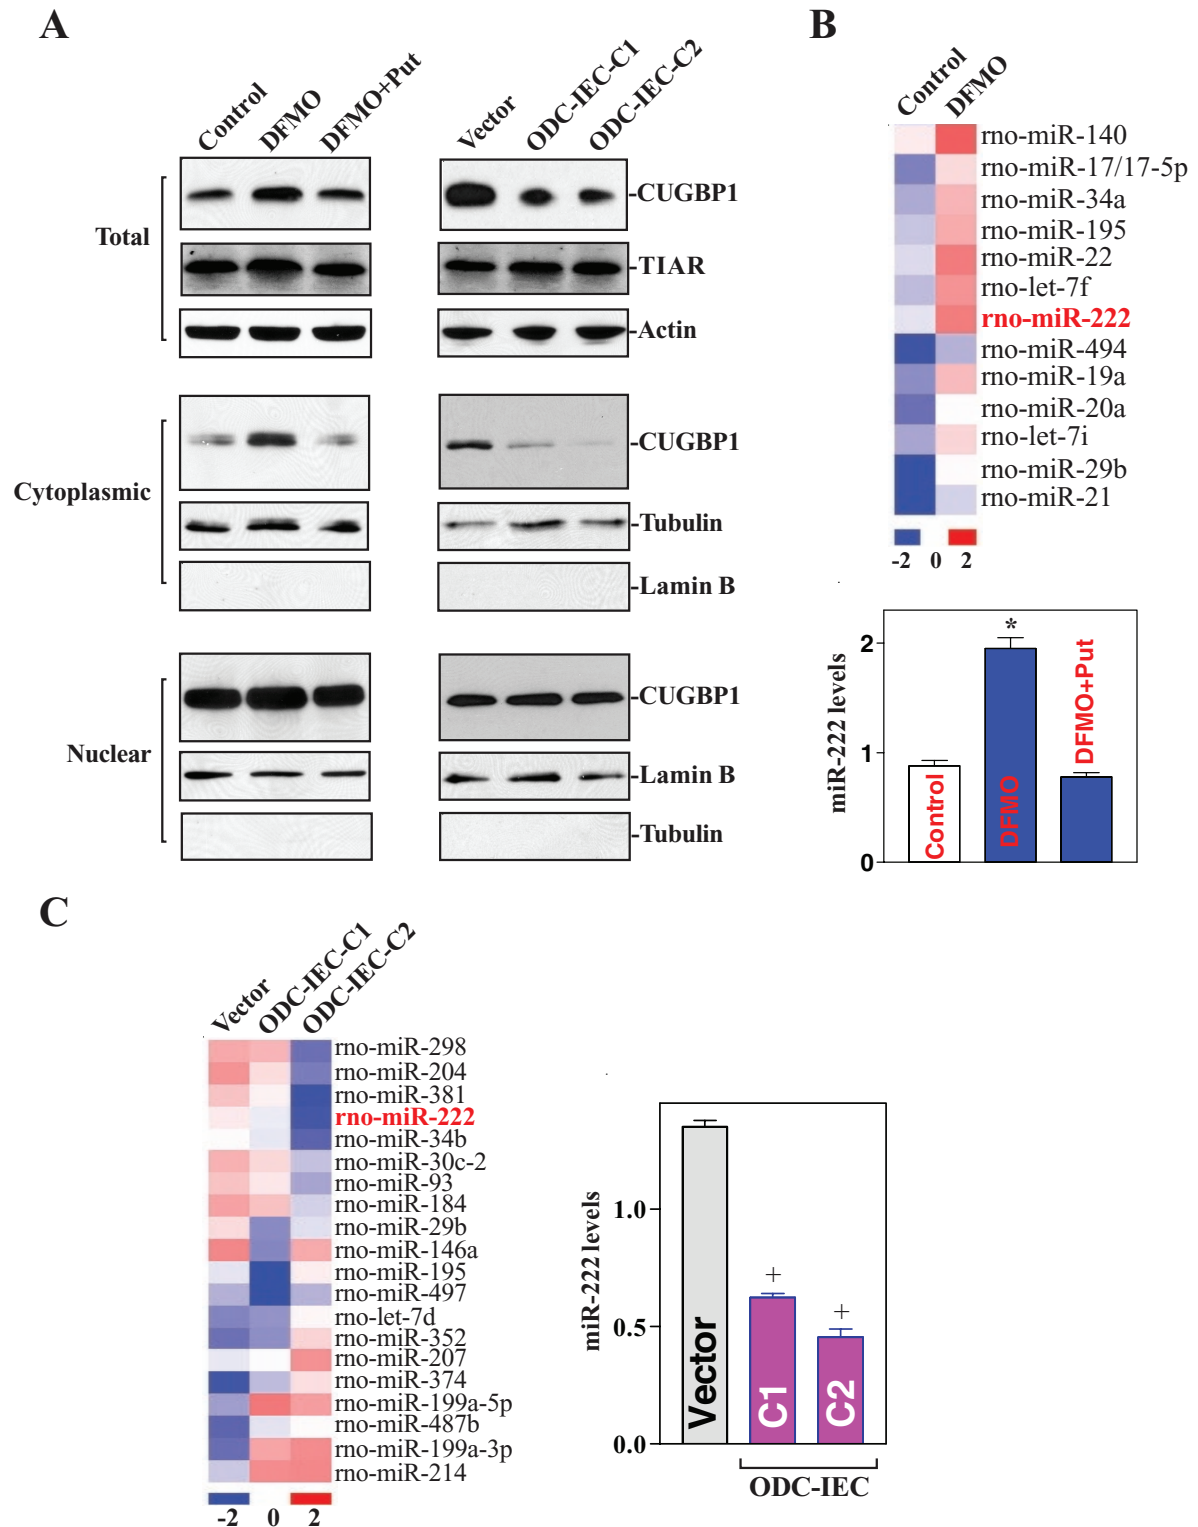 A
Control
DFMO
DFMO+Put
Vector
ODC-IEC-C1
ODC-IEC-C2
Total
-CUGBP1
-TIAR
-Actin
Cytoplasmic
-CUGBP1
-Tubulin
-Lamin B
Nuclear
-CUGBP1
-Lamin B
-Tubulin
B
Control
DFMO
rno-miR-140
rno-miR-17/17-5p
rno-miR-34a
rno-miR-195
rno-miR-22
rno-let-7f
rno-miR-222
rno-miR-494
rno-miR-19a
rno-miR-20a
rno-let-7i
rno-miR-29b
rno-miR-21
-2 0 2
miR-222 levels
2
1
0
*
Control
DFMO
DFMO+Put
C
Vector
ODC-IEC-C1
ODC-IEC-C2
rno-miR-298
rno-miR-204
rno-miR-381
rno-miR-222
rno-miR-34b
rno-miR-30c-2
rno-miR-93
rno-miR-184
rno-miR-29b
rno-miR-146a
rno-miR-195
rno-miR-497
rno-let-7d
rno-miR-352
rno-miR-207
rno-miR-374
rno-miR-199a-5p
rno-miR-487b
rno-miR-199a-3p
rno-miR-214
-2 0 2
miR-222 levels
1.0
0.5
0.0
+
+
Vector
C1
C2
ODC-IEC